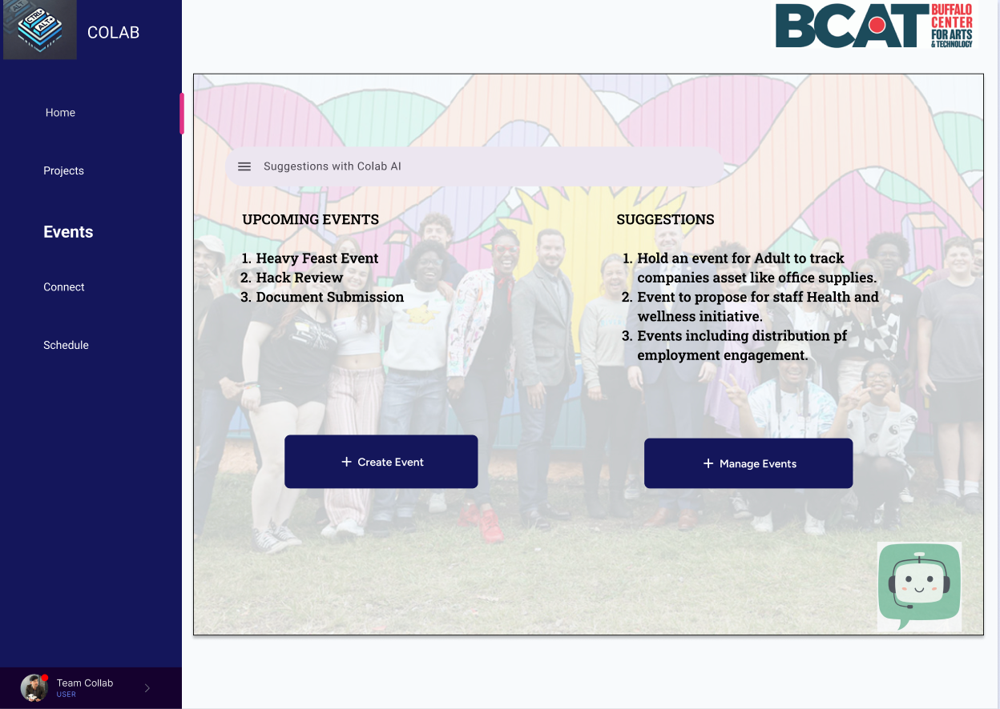 CTRL+
ALT+
COLAB
BCAT
BUFFALO
CENTER
FOR ARTS
& TECHNOLOGY
Home
Projects
Events
Connect
Schedule
Suggestions with Colab AI
UPCOMING EVENTS
1. Heavy Feast Event
2. Hack Review
3. Document Submission
SUGGESTIONS
1. Hold an event for Adult to track
companies asset like office supplies.
2. Event to propose for staff Health and
wellness initiative.
3. Events including distribution pf
employment engagement.
+ Create Event
+ Manage Events
Team Collab
USER